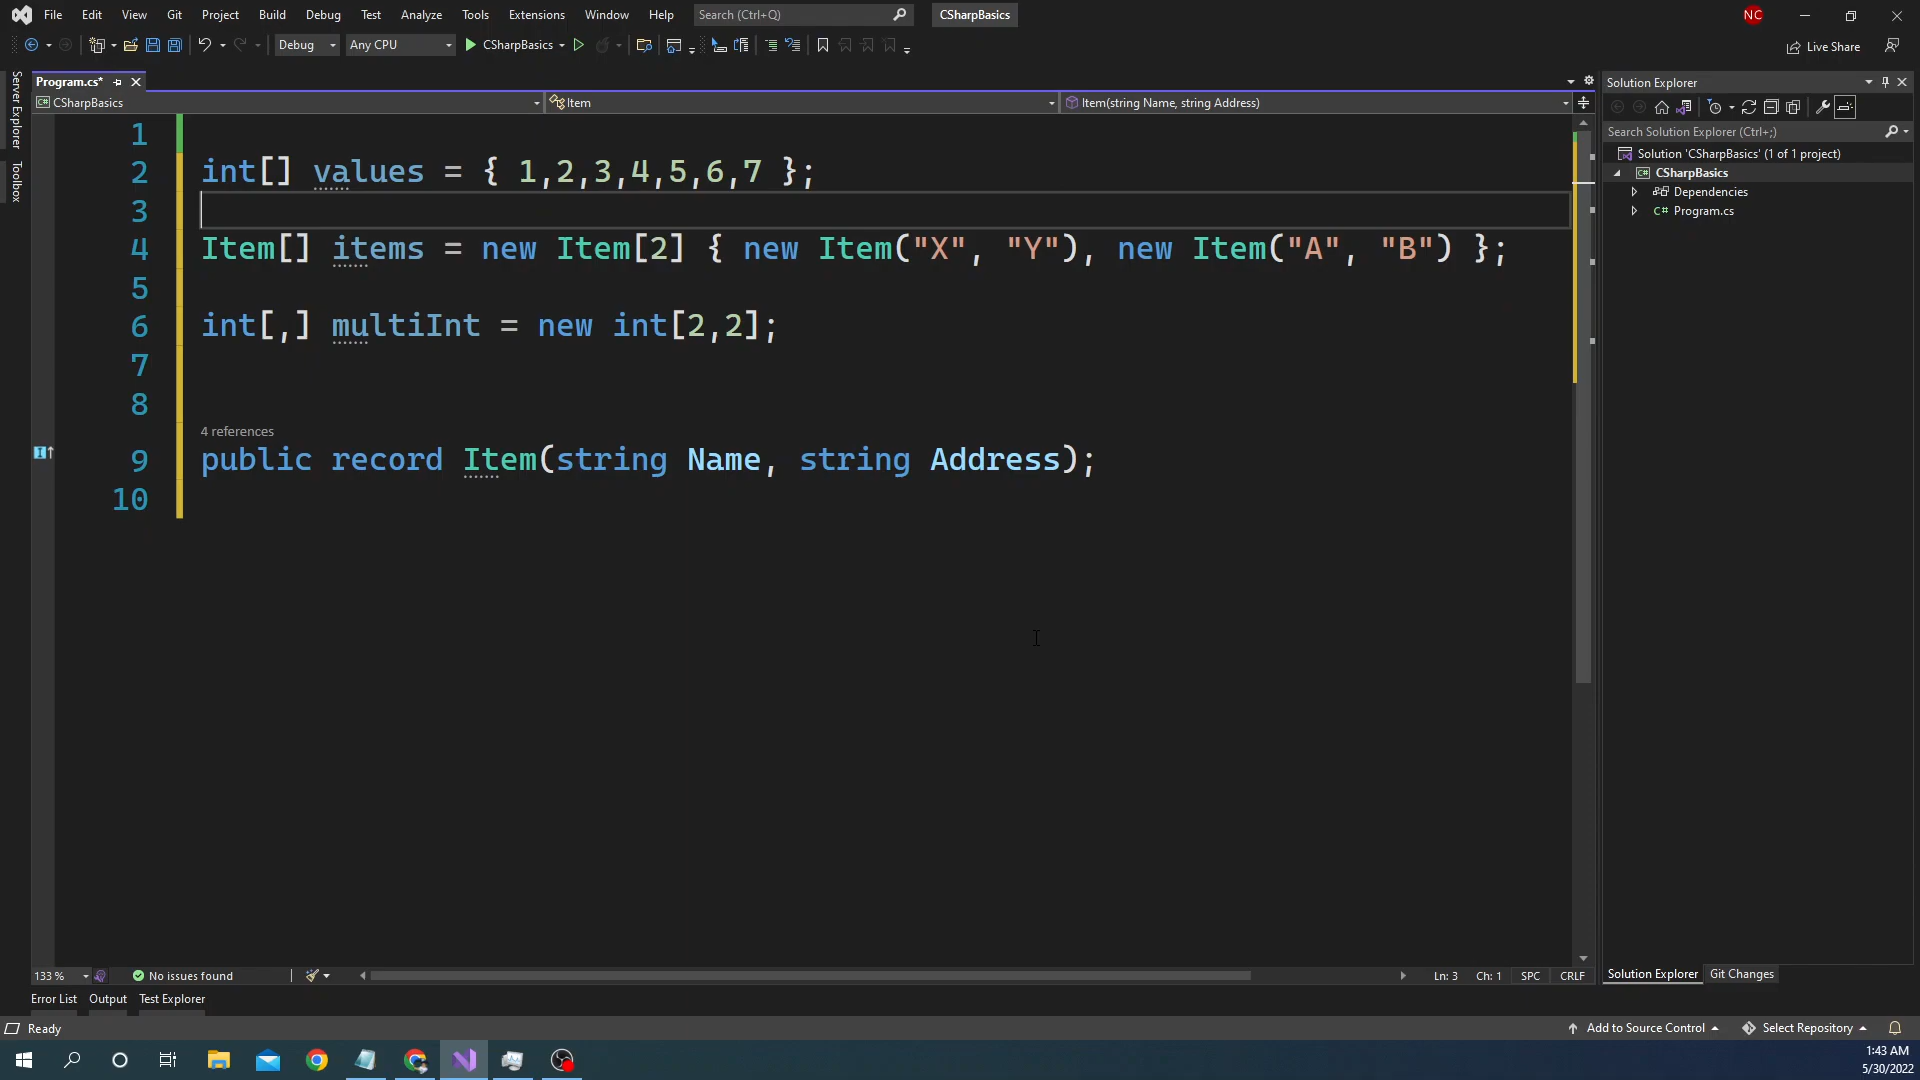 File Edit View Git Project Build Debug Test Analyze Tools Extensions Window Help Search (Ctrl+Q) CSharpBasics NC
Debug Any CPU CSharpBasics Live Share
Server Explorer
Toolbox
Program.cs*
CSharpBasics Item Item(string Name, string Address)
1
2 int[] values = { 1,2,3,4,5,6,7 };
3
4 Item[] items = new Item[2] { new Item("X", "Y"), new Item("A", "B") };
5
6 int[,] multiInt = new int[2,2];
7
8
4 references
9 public record Item(string Name, string Address);
10
133 % No issues found Ln: 3 Ch: 1 SPC CRLF
Error List Output Test Explorer
Solution Explorer
Search Solution Explorer (Ctrl+;)
Solution 'CSharpBasics' (1 of 1 project)
C# CSharpBasics
Dependencies
C# Program.cs
Solution Explorer Git Changes
Ready Add to Source Control Select Repository
1:43 AM
5/30/2022